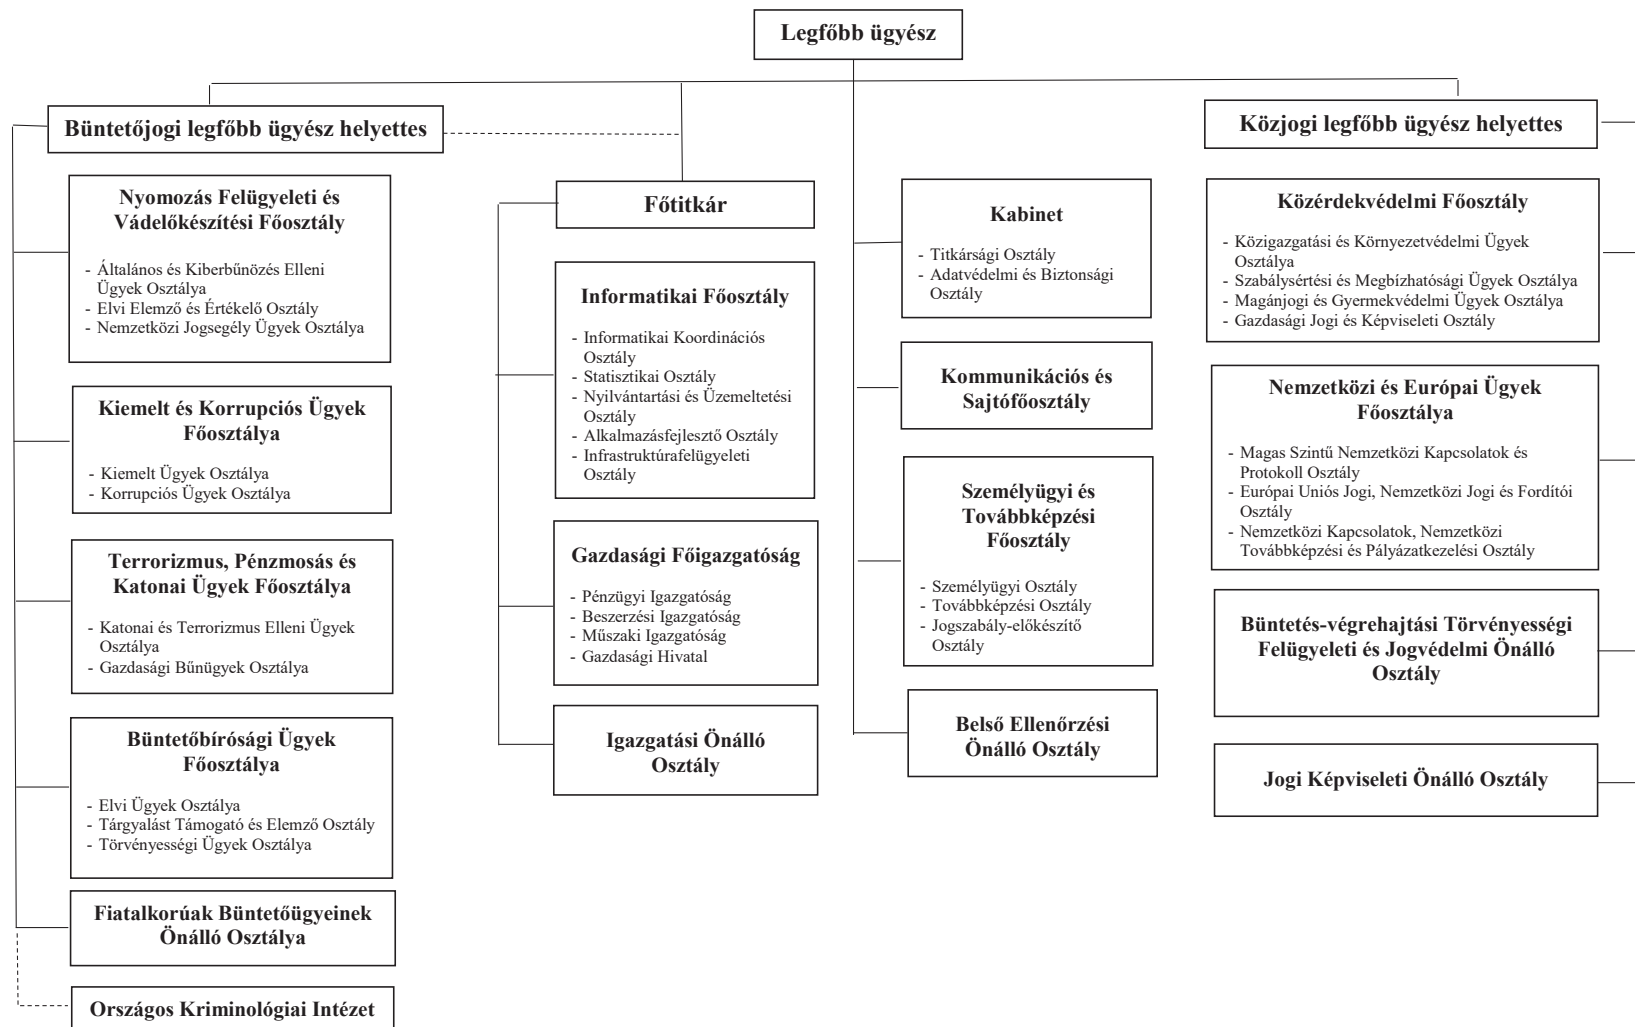 Legfőbb ügyész
Büntetőjogi legfőbb ügyész helyettes
Nyomozás Felügyeleti és
Vádelőkészítési Főosztály
- Általános és Kiberbűnözés Elleni
Ügyek Osztálya
- Elvi Elemző és Értékelő Osztály
- Nemzetközi Jogsegély Ügyek Osztálya
Kiemelt és Korrupciós Ügyek
Főosztálya
- Kiemelt Ügyek Osztálya
- Korrupciós Ügyek Osztálya
Terrorizmus, Pénzmosás és
Katonai Ügyek Főosztálya
- Katonai és Terrorizmus Elleni Ügyek
Osztálya
- Gazdasági Bűnügyek Osztálya
Büntetőbírósági Ügyek
Főosztálya
- Elvi Ügyek Osztálya
- Tárgyalást Támogató és Elemző Osztály
- Törvényességi Ügyek Osztálya
Fiatalkorúak Büntetőügyeinek
Önálló Osztálya
Országos Kriminológiai Intézet
Főtitkár
Informatikai Főosztály
- Informatikai Koordinációs
Osztály
- Statisztikai Osztály
- Nyilvántartási és Üzemeltetési
Osztály
- Alkalmazásfejlesztő Osztály
- Infrastruktúrafelügyeleti
Osztály
Gazdasági Főigazgatóság
- Pénzügyi Igazgatóság
- Beszerzési Igazgatóság
- Műszaki Igazgatóság
- Gazdasági Hivatal
Igazgatási Önálló
Osztály
Kabinet
- Titkársági Osztály
- Adatvédelmi és Biztonsági
Osztály
Kommunikációs és
Sajtófőosztály
Személyügyi és
Továbbképzési
Főosztály
- Személyügyi Osztály
- Továbbképzési Osztály
- Jogszabály-előkészítő
Osztály
Belső Ellenőrzési
Önálló Osztály
Közjogi legfőbb ügyész helyettes
Közérdekvédelmi Főosztály
- Közigazgatási és Környezetvédelmi Ügyek
Osztálya
- Szabálysértési és Megbízhatósági Ügyek Osztálya
- Magánjogi és Gyermekvédelmi Ügyek Osztálya
- Gazdasági Jogi és Képviseleti Osztály
Nemzetközi és Európai Ügyek
Főosztálya
- Magas Szintű Nemzetközi Kapcsolatok és
Protokoll Osztály
- Európai Uniós Jogi, Nemzetközi Jogi és Fordítói
Osztály
- Nemzetközi Kapcsolatok, Nemzetközi
Továbbképzési és Pályázatkezelési Osztály
Büntetés-végrehajtási Törvényességi
Felügyeleti és Jogvédelmi Önálló
Osztály
Jogi Képviseleti Önálló Osztály